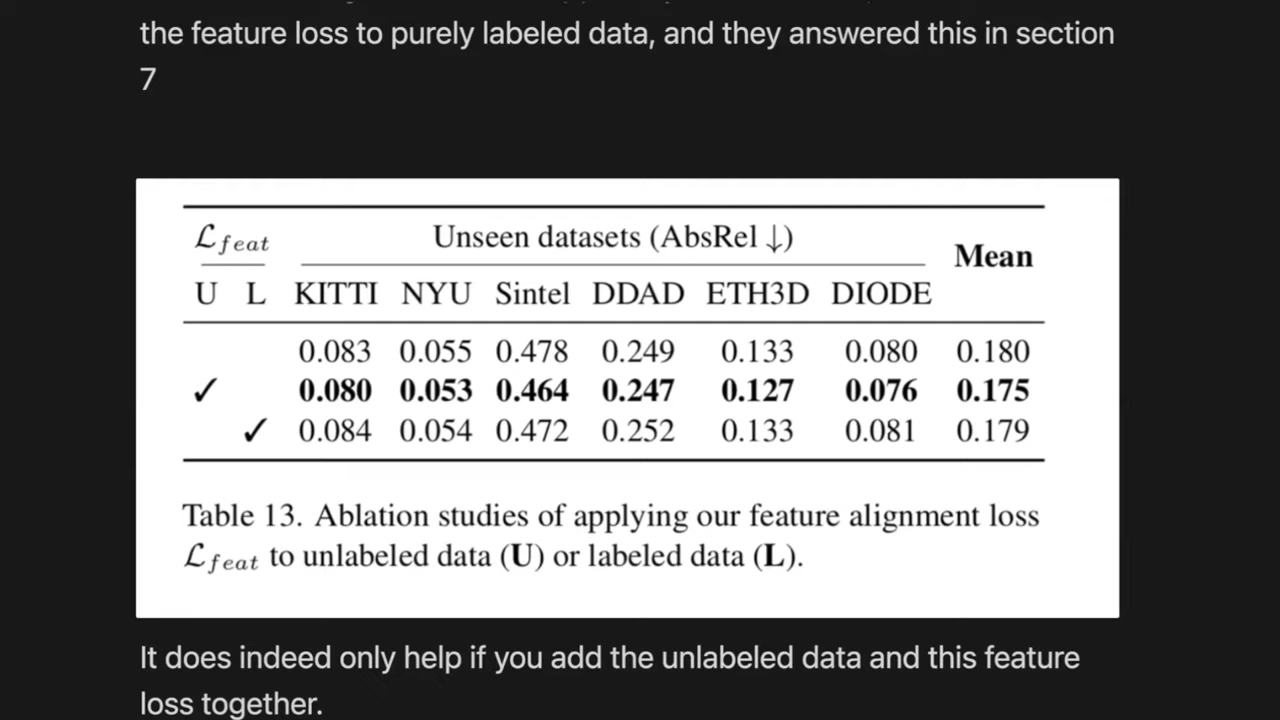 the feature loss to purely labeled data, and they answered this in section
7
ℒfeat Unseen datasets (AbsRel ↓) Mean
U L KITTI NYU Sintel DDAD ETH3D DIODE
0.083 0.055 0.478 0.249 0.133 0.080 0.180
✓ 0.080 0.053 0.464 0.247 0.127 0.076 0.175
✓ 0.084 0.054 0.472 0.252 0.133 0.081 0.179
Table 13. Ablation studies of applying our feature alignment loss
ℒfeat to unlabeled data (U) or labeled data (L).
It does indeed only help if you add the unlabeled data and this feature
loss together.